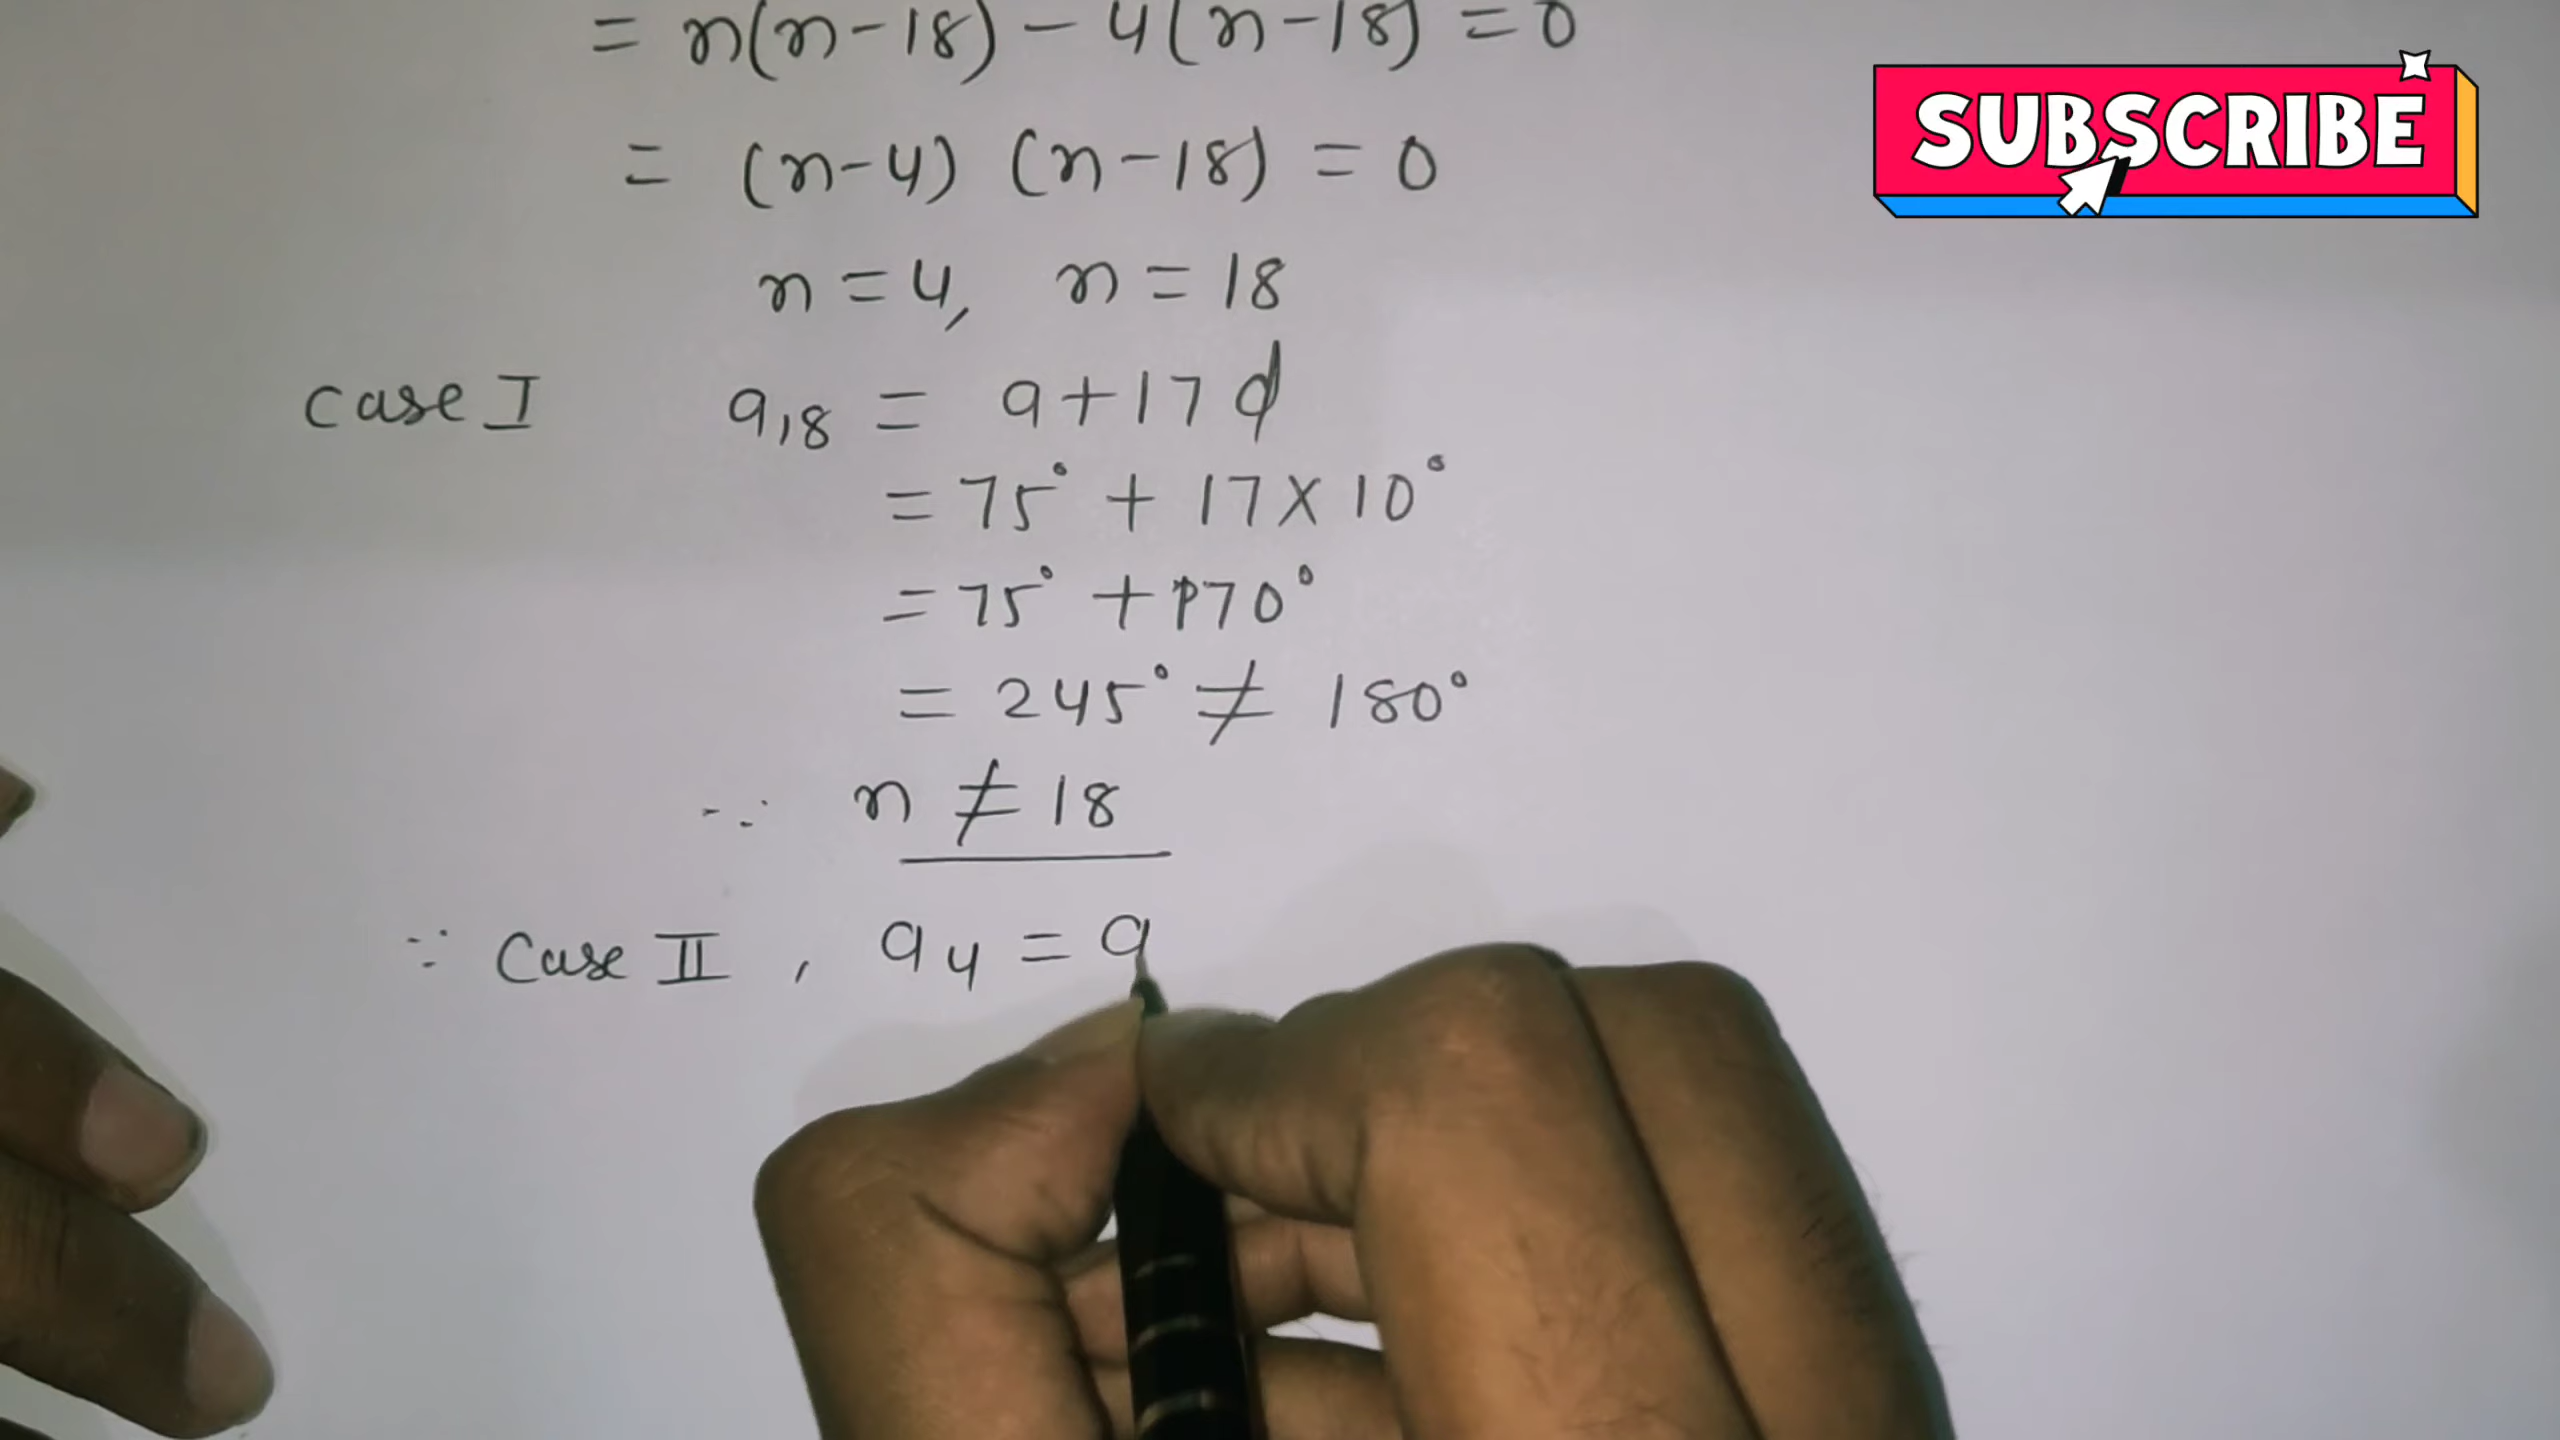 = n(n-18) - 4(n-18) = 0
SUBSCRIBE
= (n-4) (n-18) = 0
n = 4, n = 18
Case I a₁₈ = a + 17 d
= 75° + 17 × 10°
= 75° + 170°
= 245° ≠ 180°
∵ n ≠ 18
∵ Case II , a₄ = a